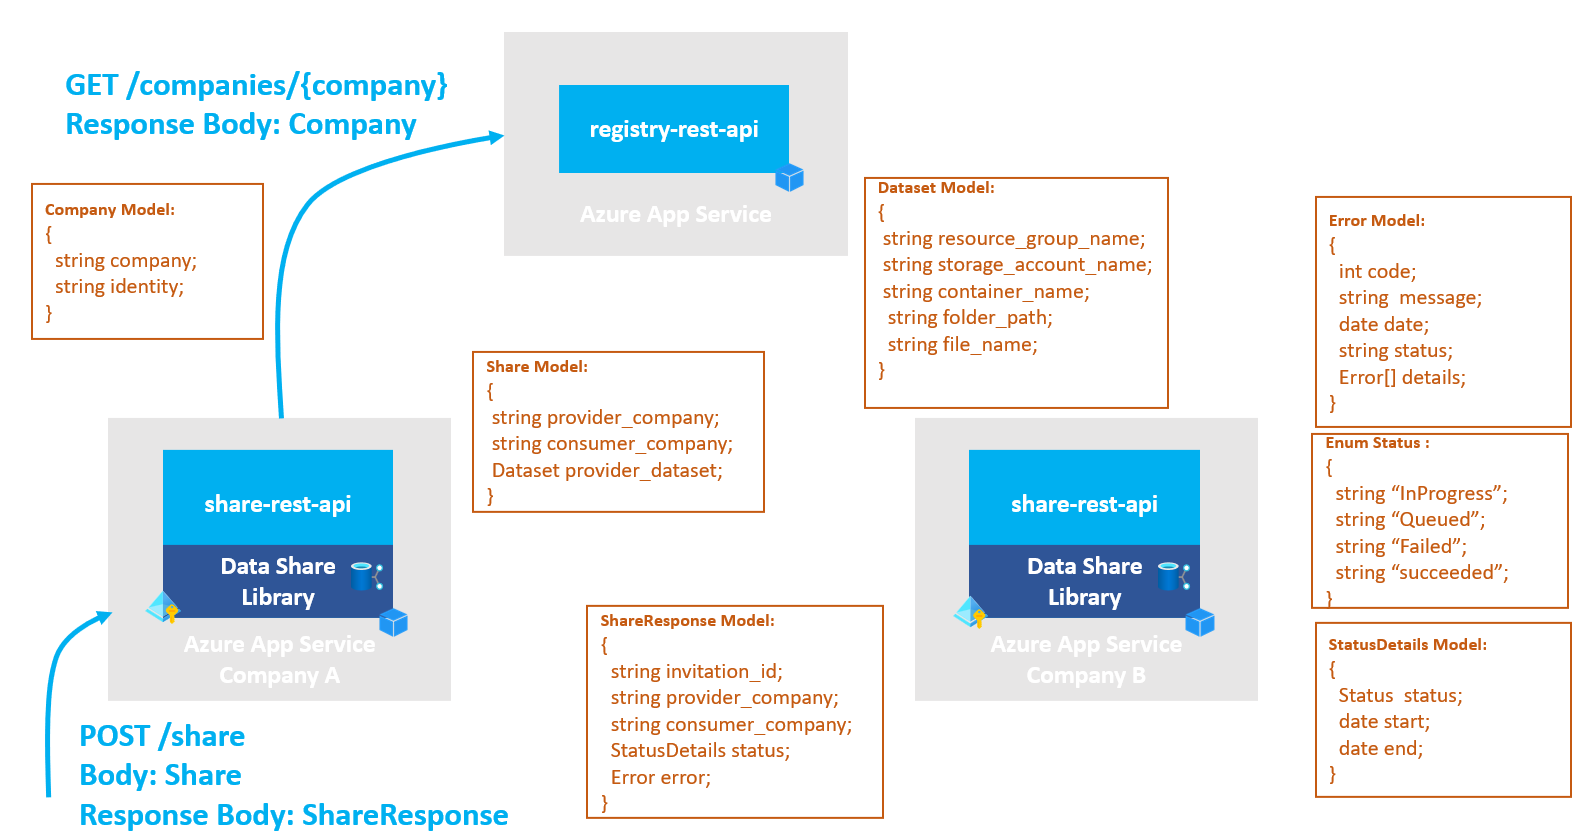 GET /companies/{company}
Response Body: Company
registry-rest-api
Azure App Service
Company Model:
{
string company;
string identity;
}
Dataset Model:
{
string resource_group_name;
string storage_account_name;
string container_name;
string folder_path;
string file_name;
}
Error Model:
{
int code;
string  message;
date date;
string status;
Error[] details;
}
Share Model:
{
string provider_company;
string consumer_company;
Dataset provider_dataset;
}
share-rest-api
Data Share
Library
Azure App Service
Company A
share-rest-api
Data Share
Library
Azure App Service
Company B
Enum Status :
{
string “InProgress”;
string “Queued”;
string “Failed”;
string “succeeded”;
}
ShareResponse Model:
{
string invitation_id;
string provider_company;
string consumer_company;
StatusDetails status;
Error error;
}
StatusDetails Model:
{
Status  status;
date start;
date end;
}
POST /share
Body: Share
Response Body: ShareResponse